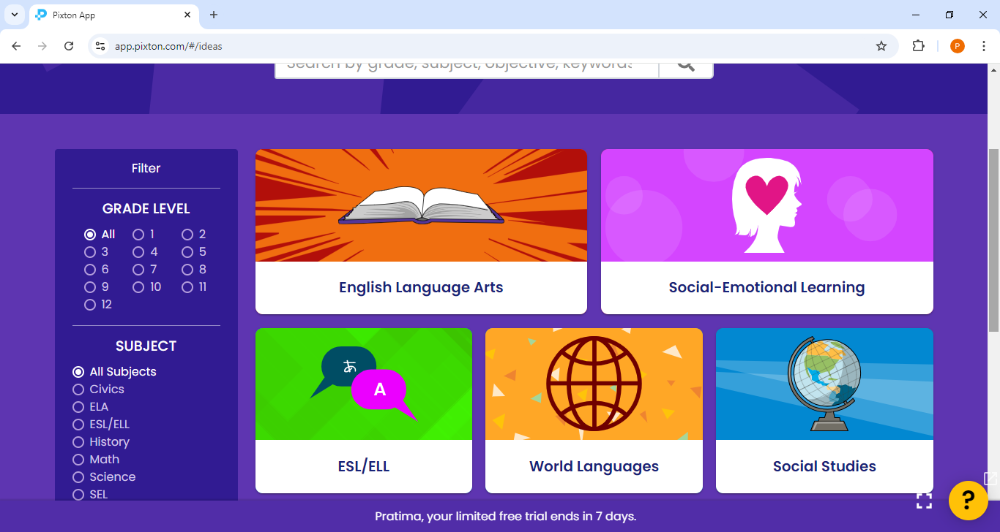 Pixton App
app.pixton.com/#/ideas
P
Search by grade, subject, objective, keywords
Filter
GRADE LEVEL
All 1 2
3 4 5
6 7 8
9 10 11
12
SUBJECT
All Subjects
Civics
ELA
ESL/ELL
History
Math
Science
SEL
English Language Arts
Social-Emotional Learning
あ
A
ESL/ELL
World Languages
Social Studies
?
Pratima, your limited free trial ends in 7 days.